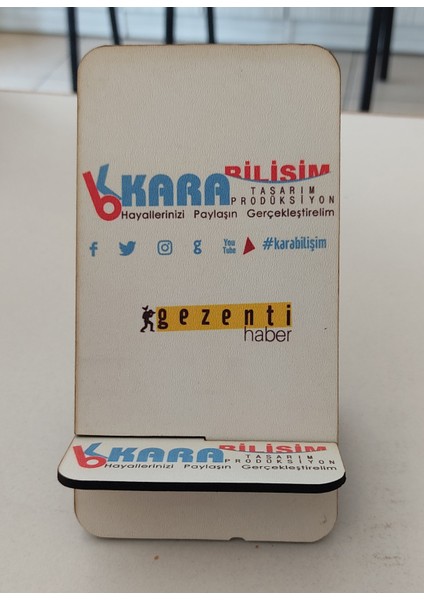 KARA BİLİŞİM
TASARIM
PRODÜKSİYON
Hayallerinizi Paylaşın Gerçekleştirelim
f g You Tube #karabilişim
gezenti
haber
KARA BİLİŞİM
TASARIM
PRODÜKSİYON
Hayallerinizi Paylaşın Gerçekleştirelim